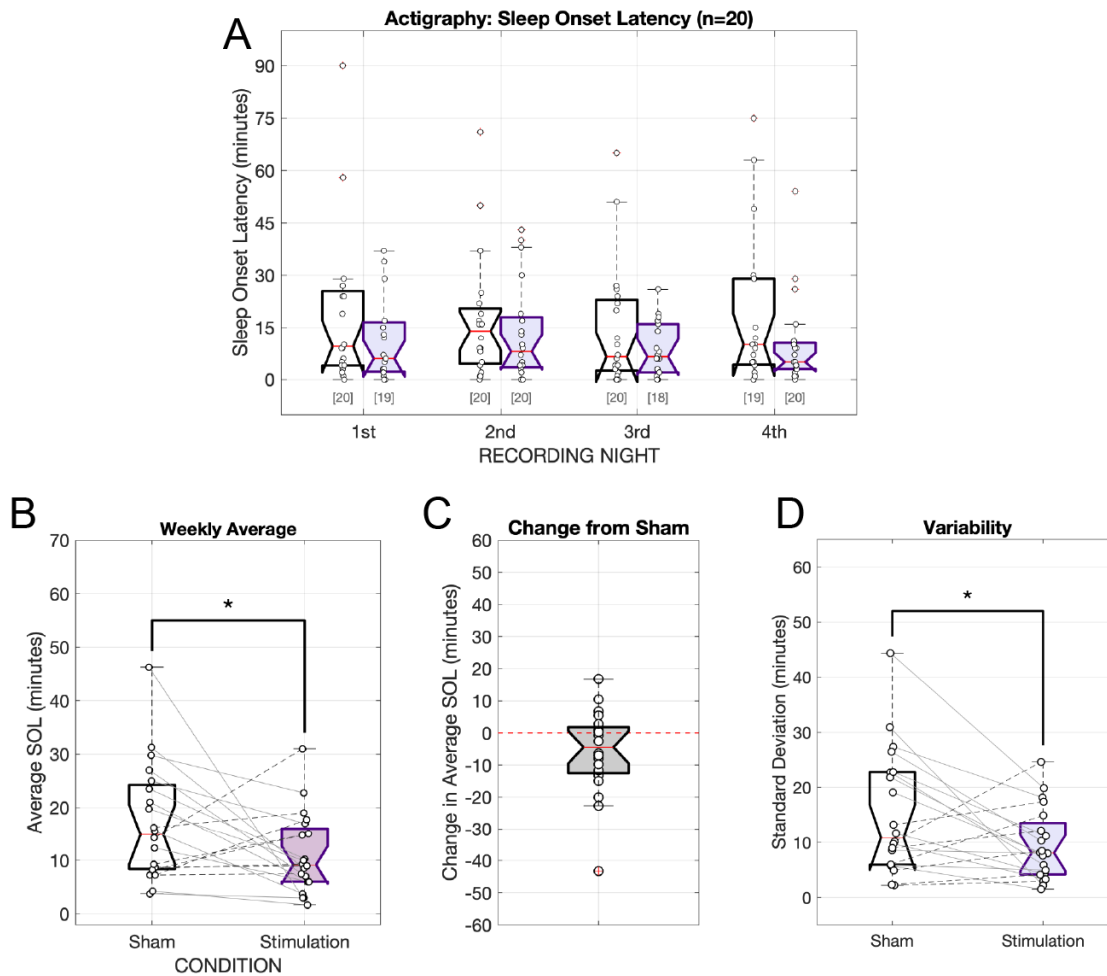 A
Actigraphy: Sleep Onset Latency (n=20)
Sleep Onset Latency (minutes)
90
75
60
45
30
15
0
[20] [19] [20] [20] [20] [18] [19] [20]
1st 2nd 3rd 4th
RECORDING NIGHT
B
Weekly Average
Average SOL (minutes)
70
60
50
40
30
20
10
0
*
Sham Stimulation
CONDITION
C
Change from Sham
Change in Average SOL (minutes)
60
50
40
30
20
10
0
-10
-20
-30
-40
-50
-60
D
Variability
Standard Deviation (minutes)
60
50
40
30
20
10
0
*
Sham Stimulation